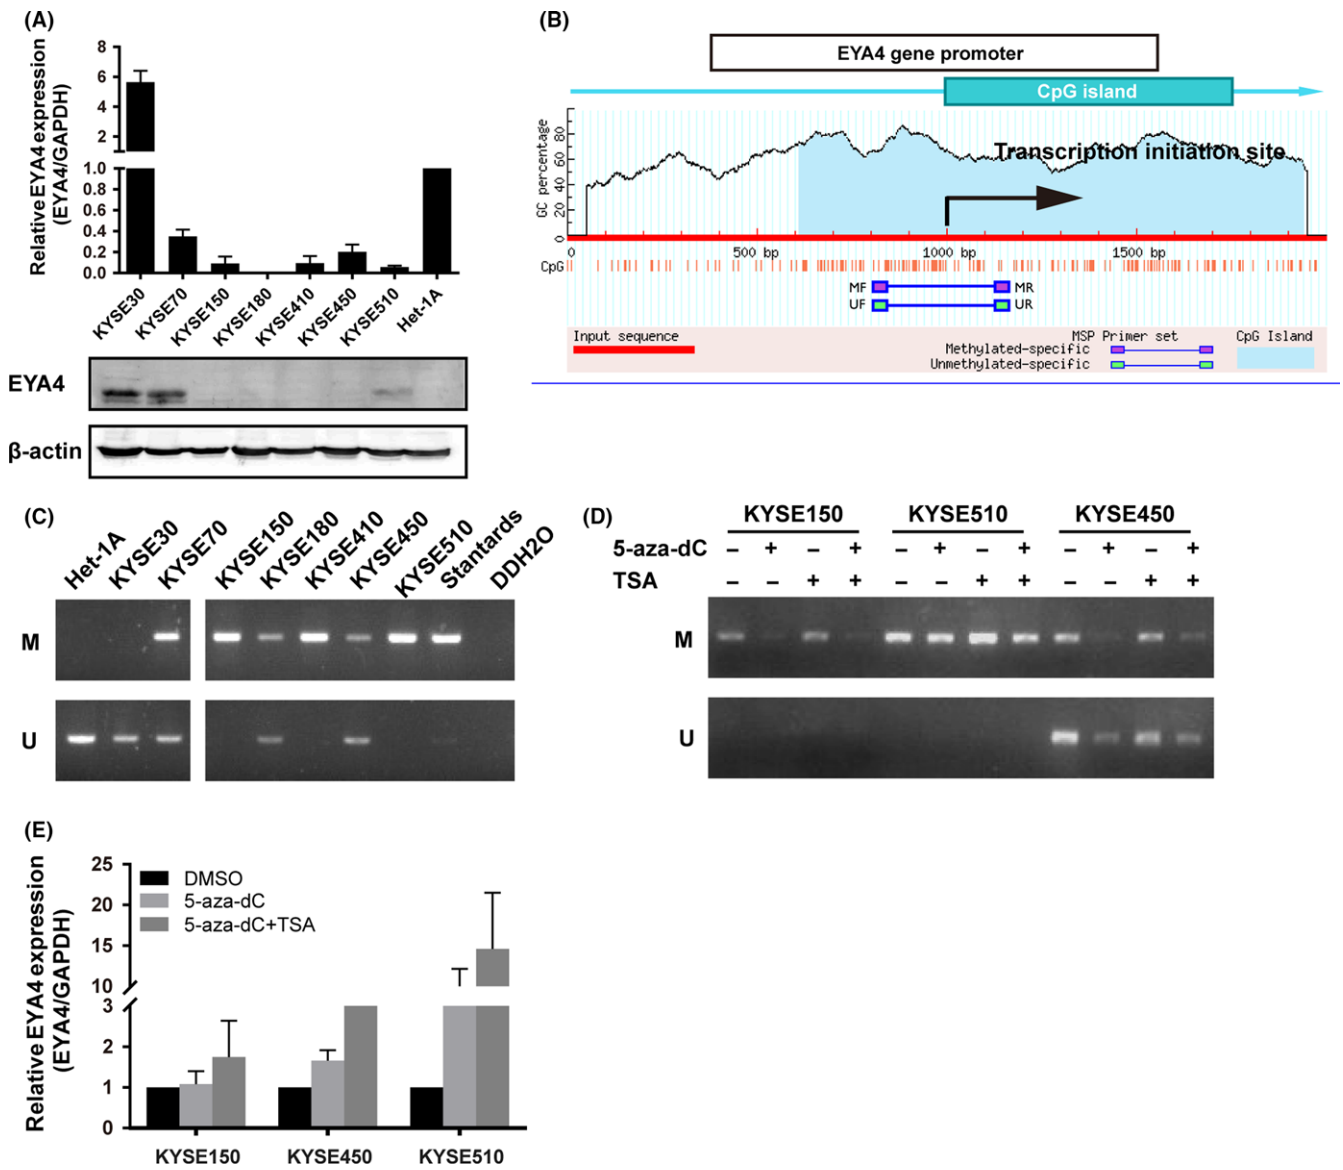 (A)
Relative EYA4 expression
(EYA4/GAPDH)
8
6
4
2
1.0
0.8
0.6
0.4
0.2
0.0
KYSE30
KYSE70
KYSE150
KYSE180
KYSE410
KYSE450
KYSE510
Het-1A
EYA4
β-actin
(B)
EYA4 gene promoter
CpG island
GC percentage
80
60
40
20
0
Transcription initiation site
0 500 bp 1000 bp 1500 bp
CpG
MF MR
UF UR
Input sequence
MSP Primer set
CpG Island
Methylated-specific
Unmethylated-specific
(C)
Het-1A
KYSE30
KYSE70
KYSE150
KYSE180
KYSE410
KYSE450
KYSE510
Stantards
DDH2O
M
U
(D)
KYSE150 KYSE510 KYSE450
5-aza-dC – + – + – + – + – + – +
TSA – – + + – – + + – – + +
M
U
(E)
Relative EYA4 expression
(EYA4/GAPDH)
25
20
15
10
3
2
1
0
DMSO
5-aza-dC
5-aza-dC+TSA
KYSE150 KYSE450 KYSE510